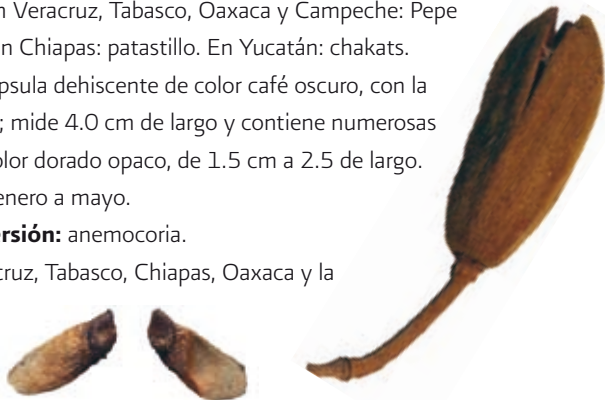 n Veracruz, Tabasco, Oaxaca y Campeche: Pepe
n Chiapas: patastillo. En Yucatán: chakats.
psula dehiscente de color café oscuro, con la
; mide 4.0 cm de largo y contiene numerosas
olor dorado opaco, de 1.5 cm a 2.5 de largo.
enero a mayo.
ersión: anemocoria.
cruz, Tabasco, Chiapas, Oaxaca y la